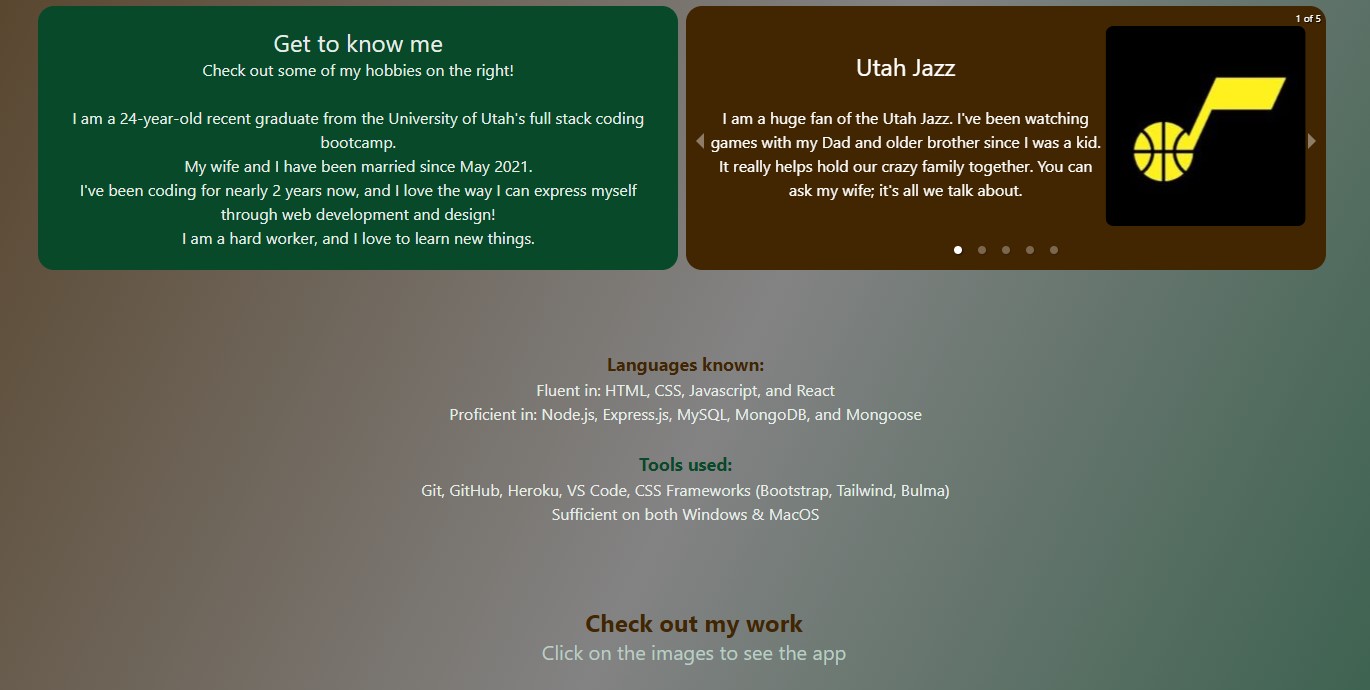 Get to know me
Check out some of my hobbies on the right!
I am a 24-year-old recent graduate from the University of Utah's full stack coding
bootcamp.
My wife and I have been married since May 2021.
I've been coding for nearly 2 years now, and I love the way I can express myself
through web development and design!
I am a hard worker, and I love to learn new things.
1 of 5
Utah Jazz
I am a huge fan of the Utah Jazz. I've been watching
games with my Dad and older brother since I was a kid.
It really helps hold our crazy family together. You can
ask my wife; it's all we talk about.
Languages known:
Fluent in: HTML, CSS, Javascript, and React
Proficient in: Node.js, Express.js, MySQL, MongoDB, and Mongoose
Tools used:
Git, GitHub, Heroku, VS Code, CSS Frameworks (Bootstrap, Tailwind, Bulma)
Sufficient on both Windows & MacOS
Check out my work
Click on the images to see the app